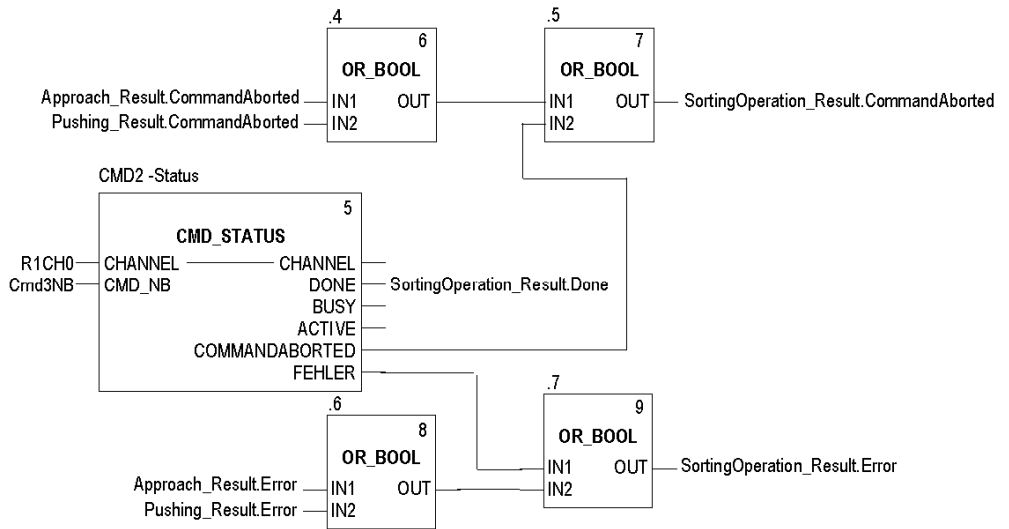 .4
6
OR_BOOL
Approach_Result.CommandAborted IN1 OUT
Pushing_Result.CommandAborted IN2
.5
7
OR_BOOL
IN1 OUT SortingOperation_Result.CommandAborted
IN2
CMD2 -Status
5
CMD_STATUS
R1CH0 CHANNEL CHANNEL
Cmd3NB CMD_NB DONE SortingOperation_Result.Done
BUSY
ACTIVE
COMMANDABORTED
FEHLER
.6
8
OR_BOOL
Approach_Result.Error IN1 OUT
Pushing_Result.Error IN2
.7
9
OR_BOOL
IN1 OUT SortingOperation_Result.Error
IN2